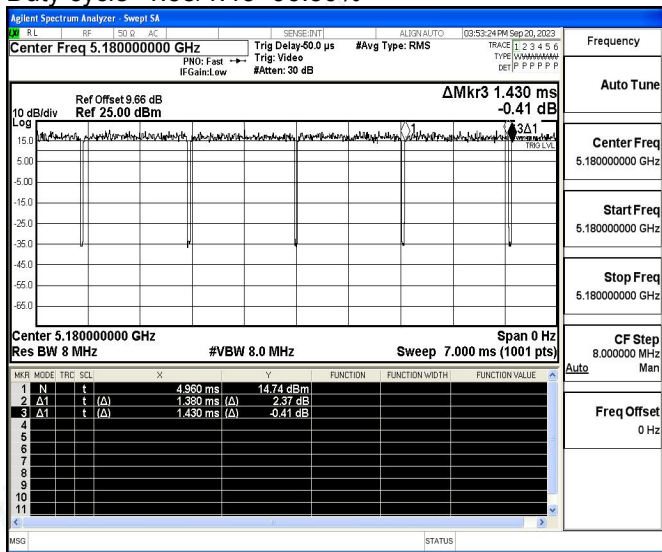 Agilent Spectrum Analyzer - Swept SA
RL RF 50 Ω AC SENSE:INT ALIGN AUTO 03:53:24 PM Sep 20, 2023
Center Freq 5.180000000 GHz Trig Delay-50.0 µs #Avg Type: RMS TRACE 1 2 3 4 5 6
PNO: Fast Trig: Video TYPE
IFGain:Low #Atten: 30 dB DET P P P P P P
Ref Offset 9.66 dB ΔMkr3 1.430 ms
10 dB/div Ref 25.00 dBm -0.41 dB
Log
15.0
1
3Δ1
TRIG LVL
5.00
-5.00
-15.0
-25.0
-35.0
-45.0
-55.0
-65.0
Center 5.180000000 GHz Span 0 Hz
Res BW 8 MHz #VBW 8.0 MHz Sweep 7.000 ms (1001 pts)
MKR MODE TRC SCL X Y FUNCTION FUNCTION WIDTH FUNCTION VALUE
1 N t 4.960 ms 14.74 dBm
2 Δ1 t (Δ) 1.380 ms (Δ) 2.37 dB
3 Δ1 t (Δ) 1.430 ms (Δ) -0.41 dB
4
5
6
7
8
9
10
11
MSG STATUS
Frequency
Auto Tune
Center Freq
5.180000000 GHz
Start Freq
5.180000000 GHz
Stop Freq
5.180000000 GHz
CF Step
8.000000 MHz
Auto Man
Freq Offset
0 Hz